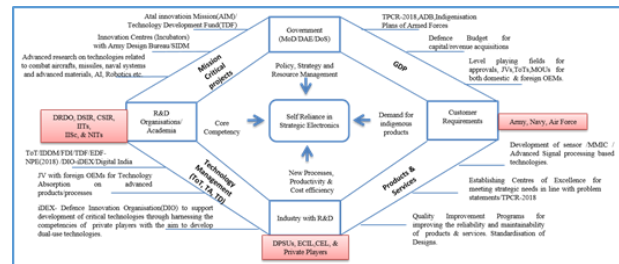 Atal innovatioin Mission(AIM)/
Technology Development Fund(TDF)
Innovation Centres (Incubators)
with Army Design Bureau/SIDM
Advanced research on technologies
related to combat aircrafts, missiles, naval systems
and advanced materials, AI, Robotics etc.
Mission
Critical
projects
Government
(MoD/DAE/DoS)
Policy, Strategy and
Resource Management
GDP
TPCR-2018,ADB,Indigenisation
Plans of Armed Forces
Defence Budget for
capital/revenue acquisitions
Level playing fields for
approvals, JVs,ToTs,MOUs for
both domestic & foreign OEMs.
DRDO, DSIR, CSIR,
IITs,
IISc, & NITs
R&D
Organisations/
Academia
Core
Competency
Self Reliance in
Strategic Electronics
Demand for
indigenous
products
Customer
Requirements
Army, Navy, Air Force
ToT/IDDM/FDI/TDF/EDF-
NPE(2018) /DIO-iDEX/Digital India
JV with foreign OEMs for Technology
Absorption on advanced
products/processes
iDEX- Defence Innovation Organisation(DIO) to support
development of critical technologies through harnessing the
competencies of private players with the aim to develop
dual-use technologies.
Technology
Management
(ToT, TA, TD)
New Processes,
Productivity &
Cost efficiency
Industry with R&D
DPSUs, ECIL,CEL, &
Private Players
Products &
Services
Development of sensor /MMIC /
Advanced Signal processing based
technologies.
Establishing Centres of Excellence for
meeting strategic needs in line with problem
statements/TPCR-2018
Quality Improvement Programs for
improving the reliability and maintainability
of products & services. Standardisation of
Designs.